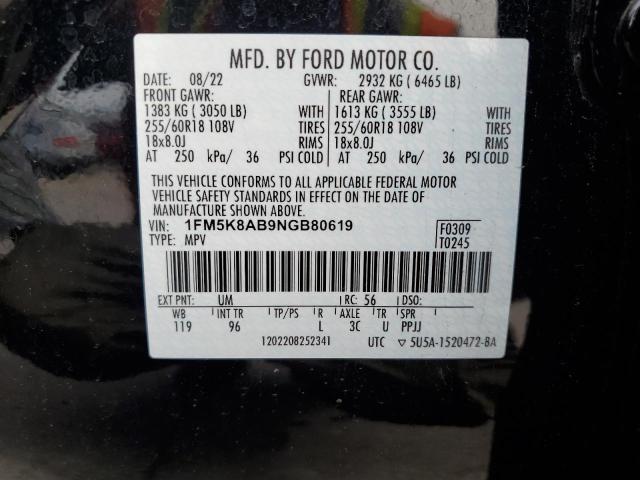 MFD. BY FORD MOTOR CO.
DATE: 08/22 GVWR: 2932 KG ( 6465 LB)
FRONT GAWR: REAR GAWR:
1383 KG ( 3050 LB) WITH 1613 KG ( 3555 LB) WITH
255/60R18 108V TIRES 255/60R18 108V TIRES
18x8.0J RIMS 18x8.0J RIMS
AT 250 kPa/ 36 PSI COLD AT 250 kPa/ 36 PSI COLD
THIS VEHICLE CONFORMS TO ALL APPLICABLE FEDERAL MOTOR
VEHICLE SAFETY STANDARDS IN EFFECT ON THE DATE OF
MANUFACTURE SHOWN ABOVE.
VIN: 1FM5K8AB9NGB80619 F0309
TYPE: MPV T0245
EXT PNT: UM RC: 56 DSO:
WB INT TR TP/PS R AXLE TR SPR
119 96 L 3C U PPJJ
1202208252341 UTC ▽ 5U5A-1520472-BA